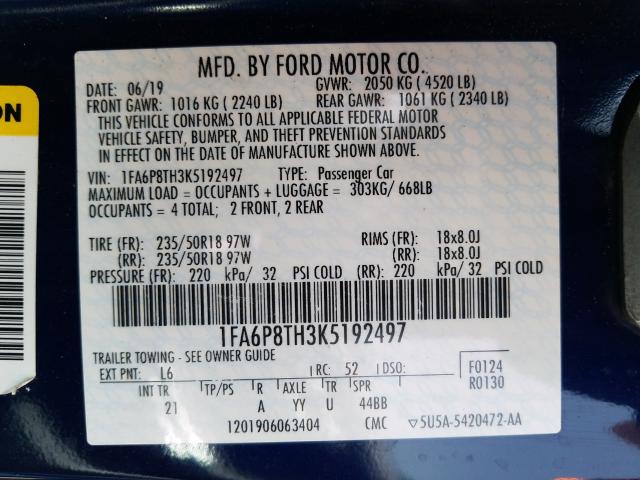 ON
MFD. BY FORD MOTOR CO.
DATE: 06/19 GVWR: 2050 KG ( 4520 LB)
FRONT GAWR: 1016 KG ( 2240 LB) REAR GAWR: 1061 KG ( 2340 LB)
THIS VEHICLE CONFORMS TO ALL APPLICABLE FEDERAL MOTOR
VEHICLE SAFETY, BUMPER, AND THEFT PREVENTION STANDARDS
IN EFFECT ON THE DATE OF MANUFACTURE SHOWN ABOVE.
VIN: 1FA6P8TH3K5192497 TYPE: Passenger Car
MAXIMUM LOAD = OCCUPANTS + LUGGAGE = 303KG/ 668LB
OCCUPANTS = 4 TOTAL; 2 FRONT, 2 REAR
TIRE (FR): 235/50R18 97W RIMS (FR): 18x8.0J
(RR): 235/50R18 97W (RR): 18x8.0J
PRESSURE (FR): 220 kPa/ 32 PSI COLD (RR): 220 kPa/ 32 PSI COLD
1FA6P8TH3K5192497
TRAILER TOWING - SEE OWNER GUIDE
EXT PNT: L6 RC: 52 DSO: F0124
R0130
INT TR TP/PS R AXLE TR SPR
21 A YY U 44BB
1201906063404 CMC ▽5U5A-5420472-AA